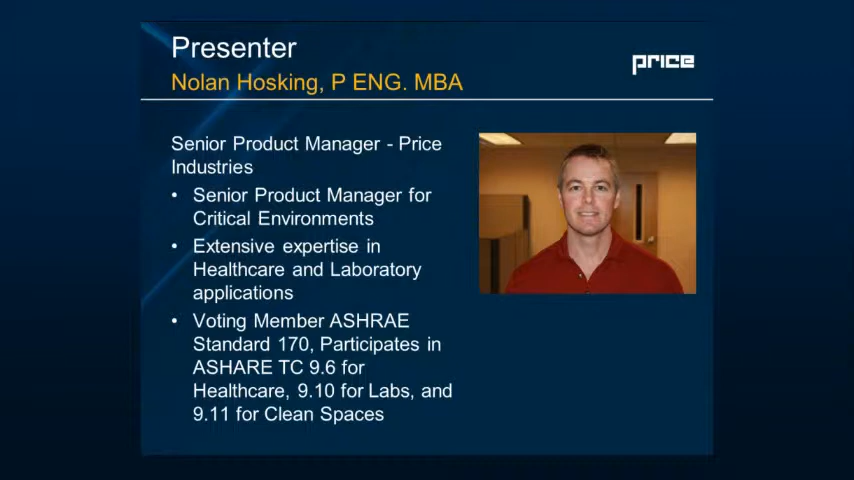 Presenter
price
Nolan Hosking, P ENG. MBA
Senior Product Manager - Price
Industries
• Senior Product Manager for
Critical Environments
• Extensive expertise in
Healthcare and Laboratory
applications
• Voting Member ASHRAE
Standard 170, Participates in
ASHARE TC 9.6 for
Healthcare, 9.10 for Labs, and
9.11 for Clean Spaces